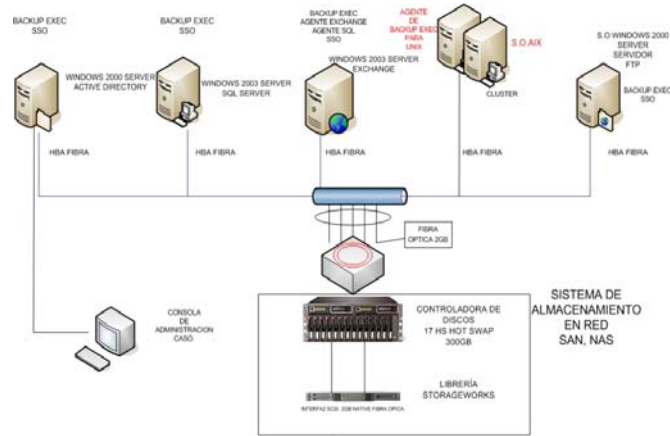 BACKUP EXEC
SSO
WINDOWS 2000 SERVER
ACTIVE DIRECTORY
HBA FIBRA
BACKUP EXEC
SSO
WINDOWS 2003 SERVER
SQL SERVER
HBA FIBRA
BACKUP EXEC
AGENTE EXCHANGE
AGENTE SQL
SSO
WINDOWS 2003 SERVER
EXCHANGE
HBA FIBRA
AGENTE
DE
BACKUP EXEC
PARA
UNIX
S.O.AIX
CLUSTER
HBA FIBRA
S.O WINDOWS 2000
SERVER
SERVIDOR
FTP
BACKUP EXEC
SSO
HBA FIBRA
FIBRA
OPTICA 2GB
CONSOLA
DE
ADMINISTRACION
CASO.
CONTROLADORA DE
DISCOS
17 HS HOT SWAP
300GB
LIBRERÍA
STORAGEWORKS
INTERFAZ SCSI 2GB NATIVE FIBRA OPICA
SISTEMA DE
ALMACENAMIENTO
EN RED
SAN, NAS